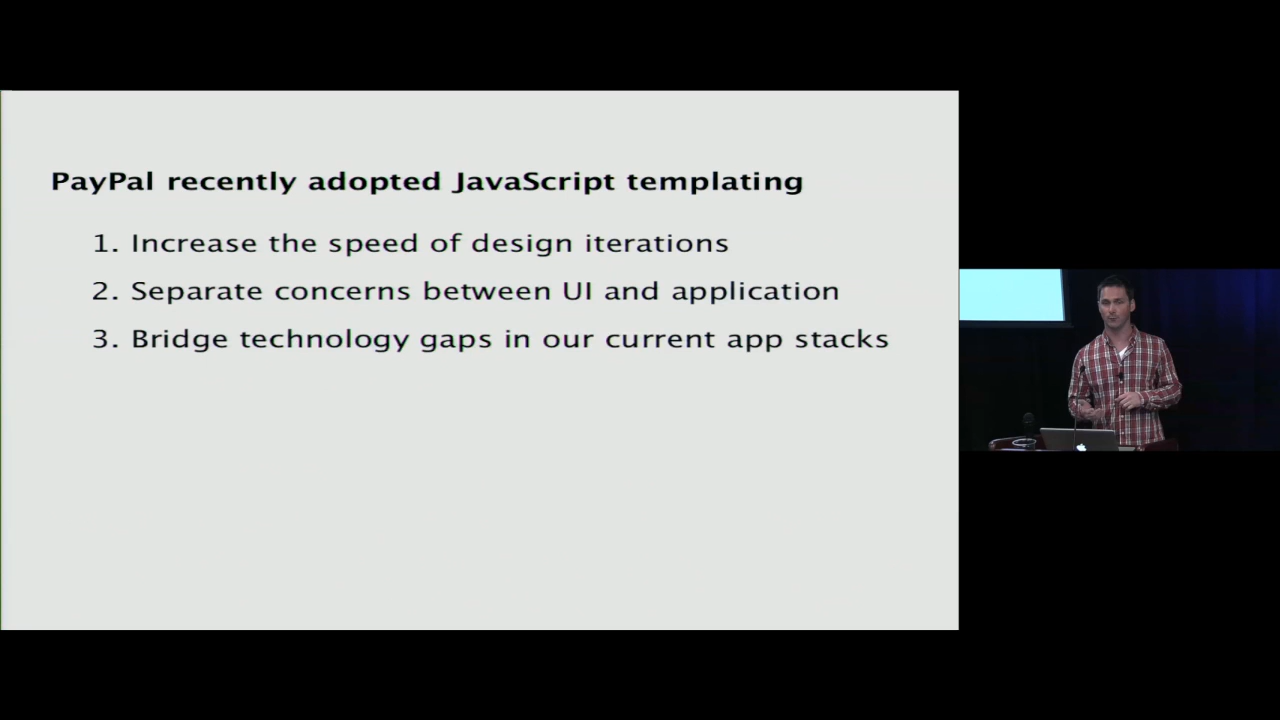 PayPal recently adopted JavaScript templating
1. Increase the speed of design iterations
2. Separate concerns between UI and application
3. Bridge technology gaps in our current app stacks